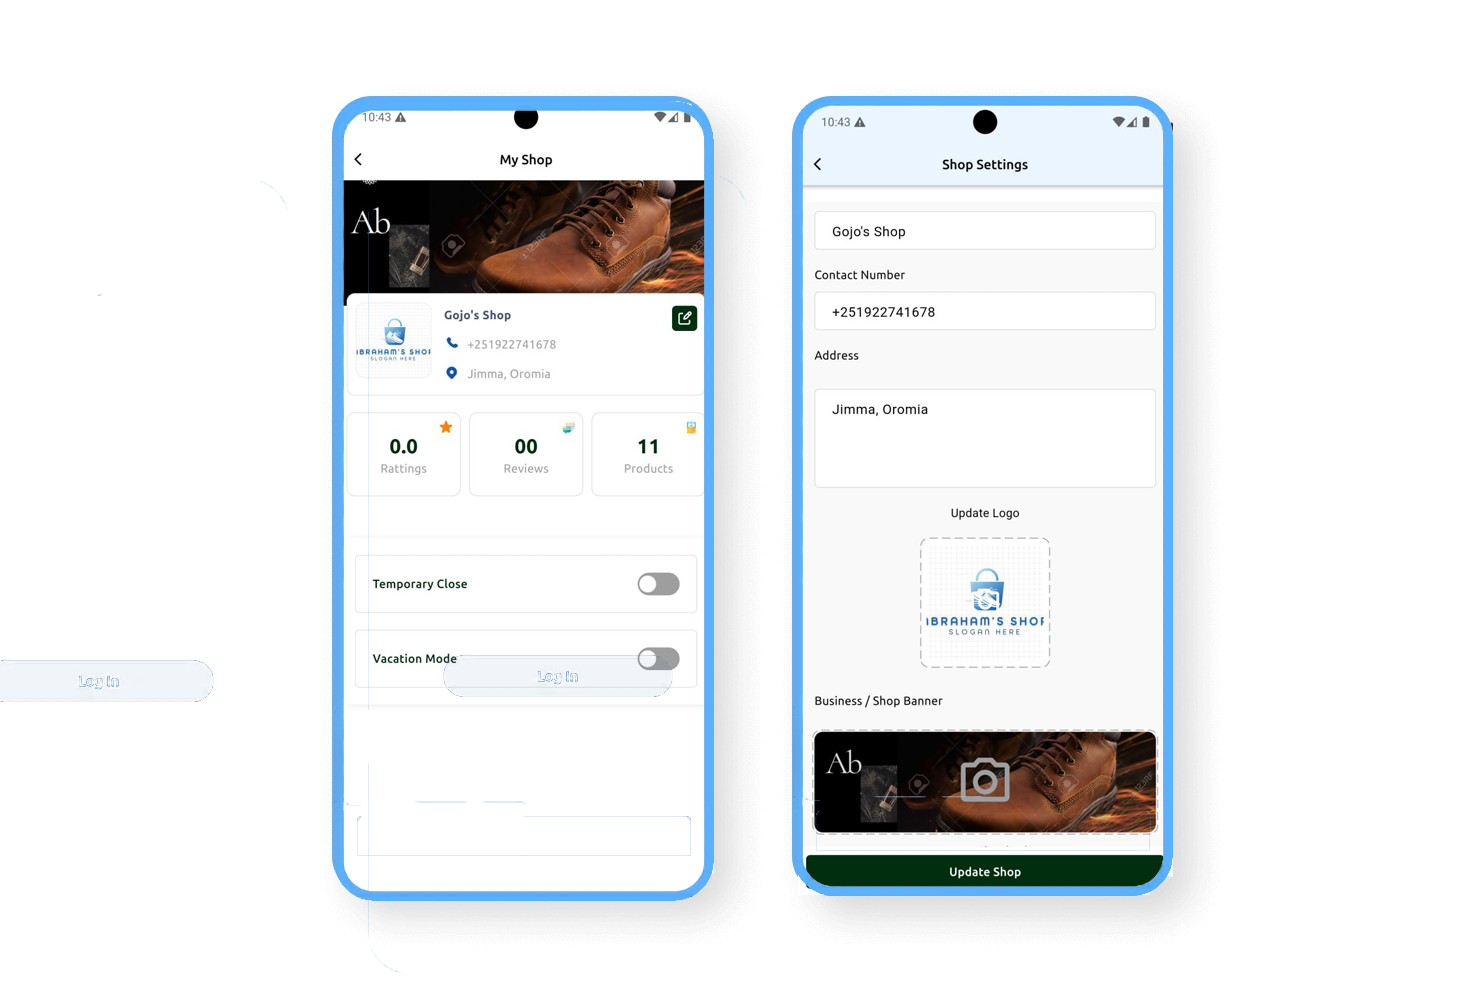 10:43
My Shop
Ab
123RF
Gojo's Shop
+251922741678
Jimma, Oromia
IBRAHAM'S SHOP
SLOGAN HERE
0.0
Rattings
00
Reviews
11
Products
Temporary Close
Vacation Mode
Log in
Log in
10:43
Shop Settings
Gojo's Shop
Contact Number
+251922741678
Address
Jimma, Oromia
Update Logo
IBRAHAM'S SHOP
SLOGAN HERE
Business / Shop Banner
Ab
123RF
Update Shop